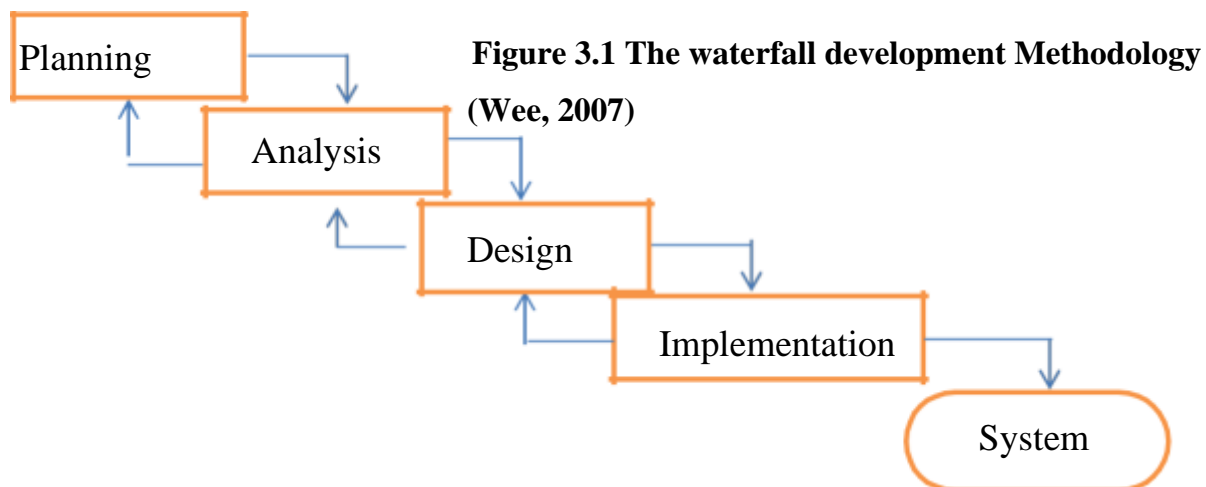 Planning
Figure 3.1 The waterfall development Methodology
(Wee, 2007)
Analysis
Design
Implementation
System